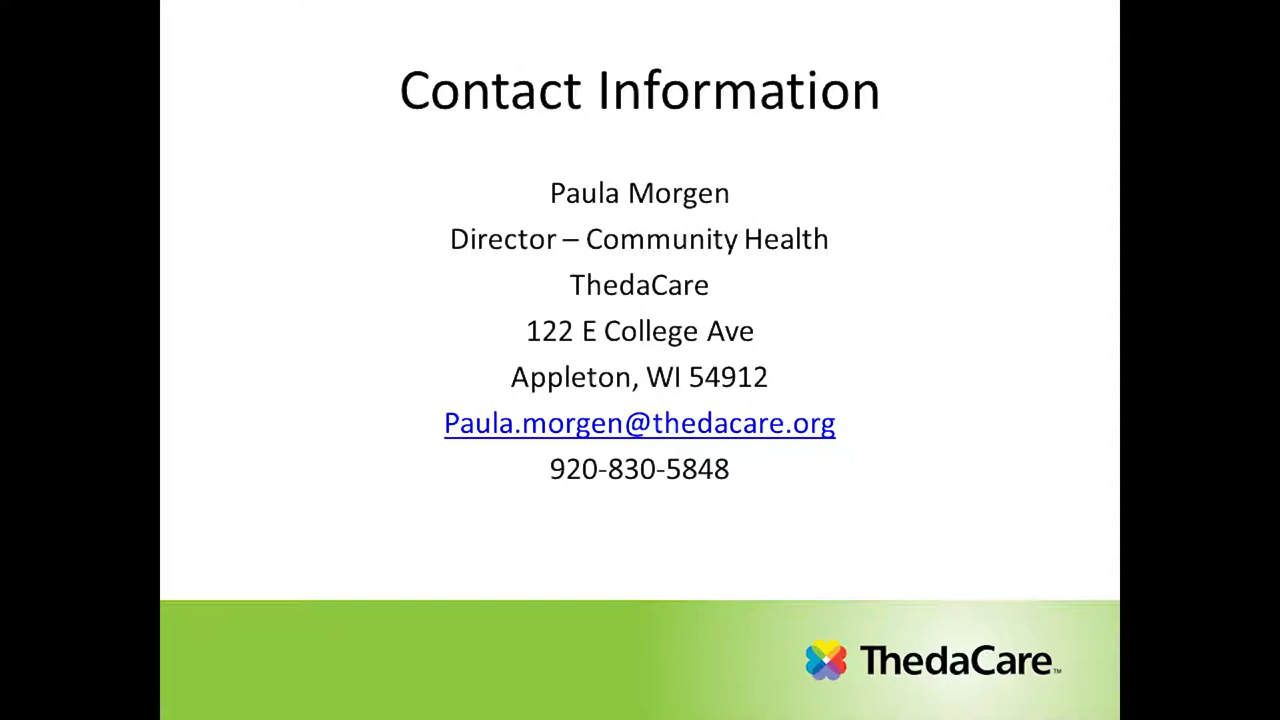 Contact Information
Paula Morgen
Director – Community Health
ThedaCare
122 E College Ave
Appleton, WI 54912
Paula.morgen@thedacare.org
920-830-5848
ThedaCare™